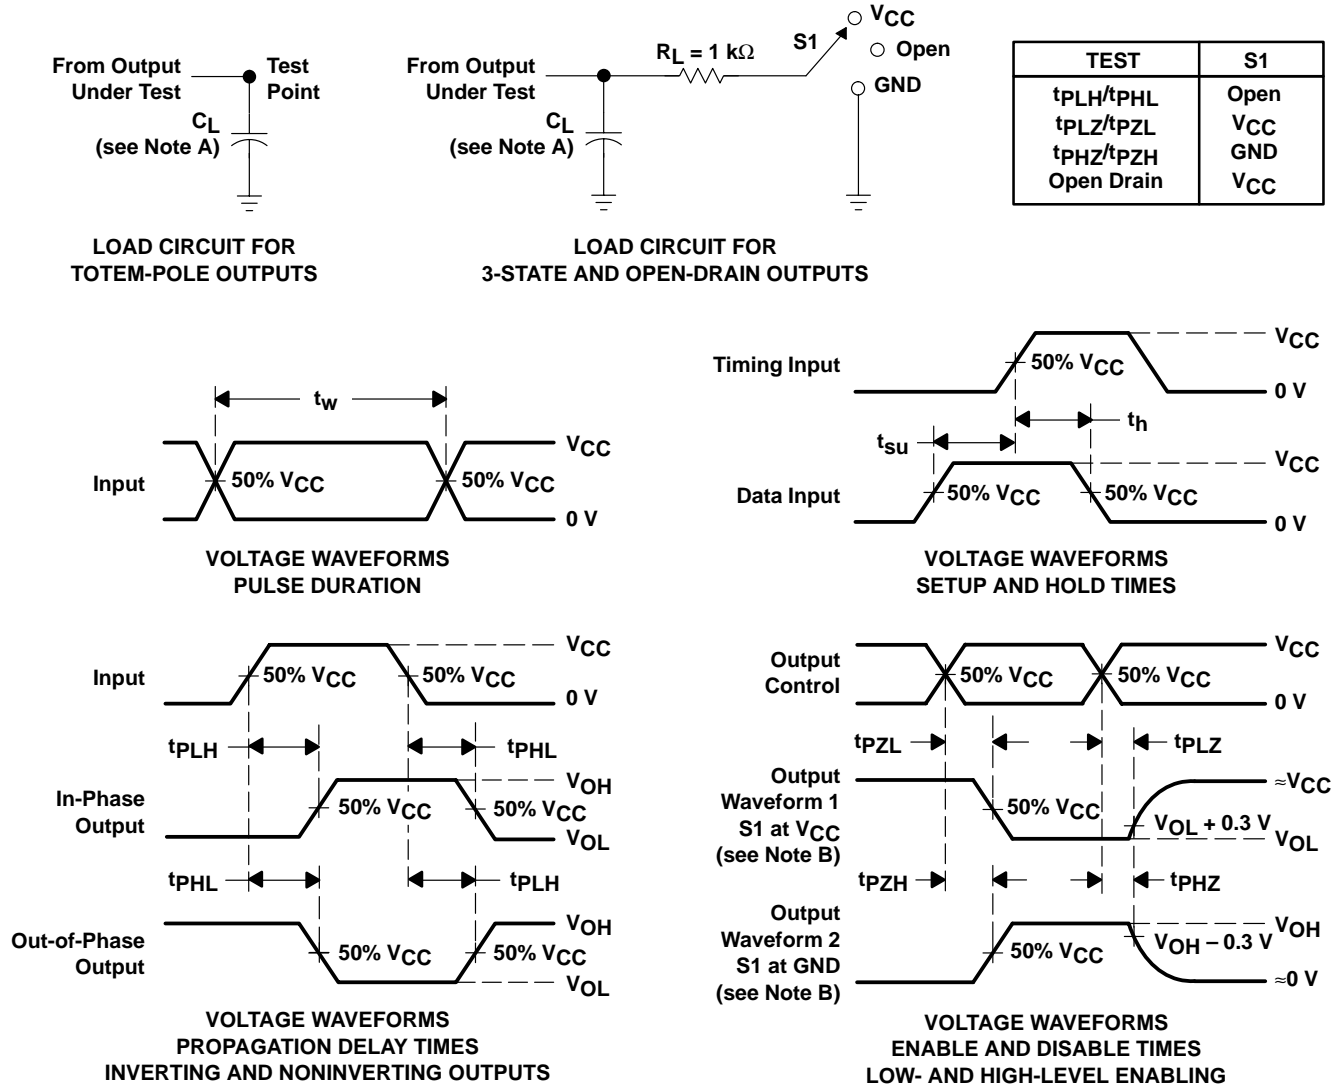 From Output
Under Test
Test
Point
CL
(see Note A)
LOAD CIRCUIT FOR
TOTEM-POLE OUTPUTS
From Output
Under Test
RL = 1 kΩ
S1
VCC
Open
GND
CL
(see Note A)
LOAD CIRCUIT FOR
3-STATE AND OPEN-DRAIN OUTPUTS
TEST S1
tPLH/tPHL Open
tPLZ/tPZL VCC
tPHZ/tPZH GND
Open Drain VCC
tw
Input
VCC
50% VCC 50% VCC
0 V
VOLTAGE WAVEFORMS
PULSE DURATION
Timing Input
VCC
50% VCC
0 V
th
tsu
Data Input
VCC
50% VCC 50% VCC
0 V
VOLTAGE WAVEFORMS
SETUP AND HOLD TIMES
Input
VCC
50% VCC 50% VCC
0 V
tPLH tPHL
In-Phase
Output
VOH
50% VCC 50% VCC
VOL
tPHL tPLH
Out-of-Phase
Output
VOH
50% VCC 50% VCC
VOL
VOLTAGE WAVEFORMS
PROPAGATION DELAY TIMES
INVERTING AND NONINVERTING OUTPUTS
Output
Control
VCC
50% VCC 50% VCC
0 V
tPZL tPLZ
Output
Waveform 1
S1 at VCC
(see Note B)
≈VCC
50% VCC
VOL + 0.3 V
VOL
tPZH tPHZ
Output
Waveform 2
S1 at GND
(see Note B)
VOH
50% VCC
VOH – 0.3 V
≈0 V
VOLTAGE WAVEFORMS
ENABLE AND DISABLE TIMES
LOW- AND HIGH-LEVEL ENABLING